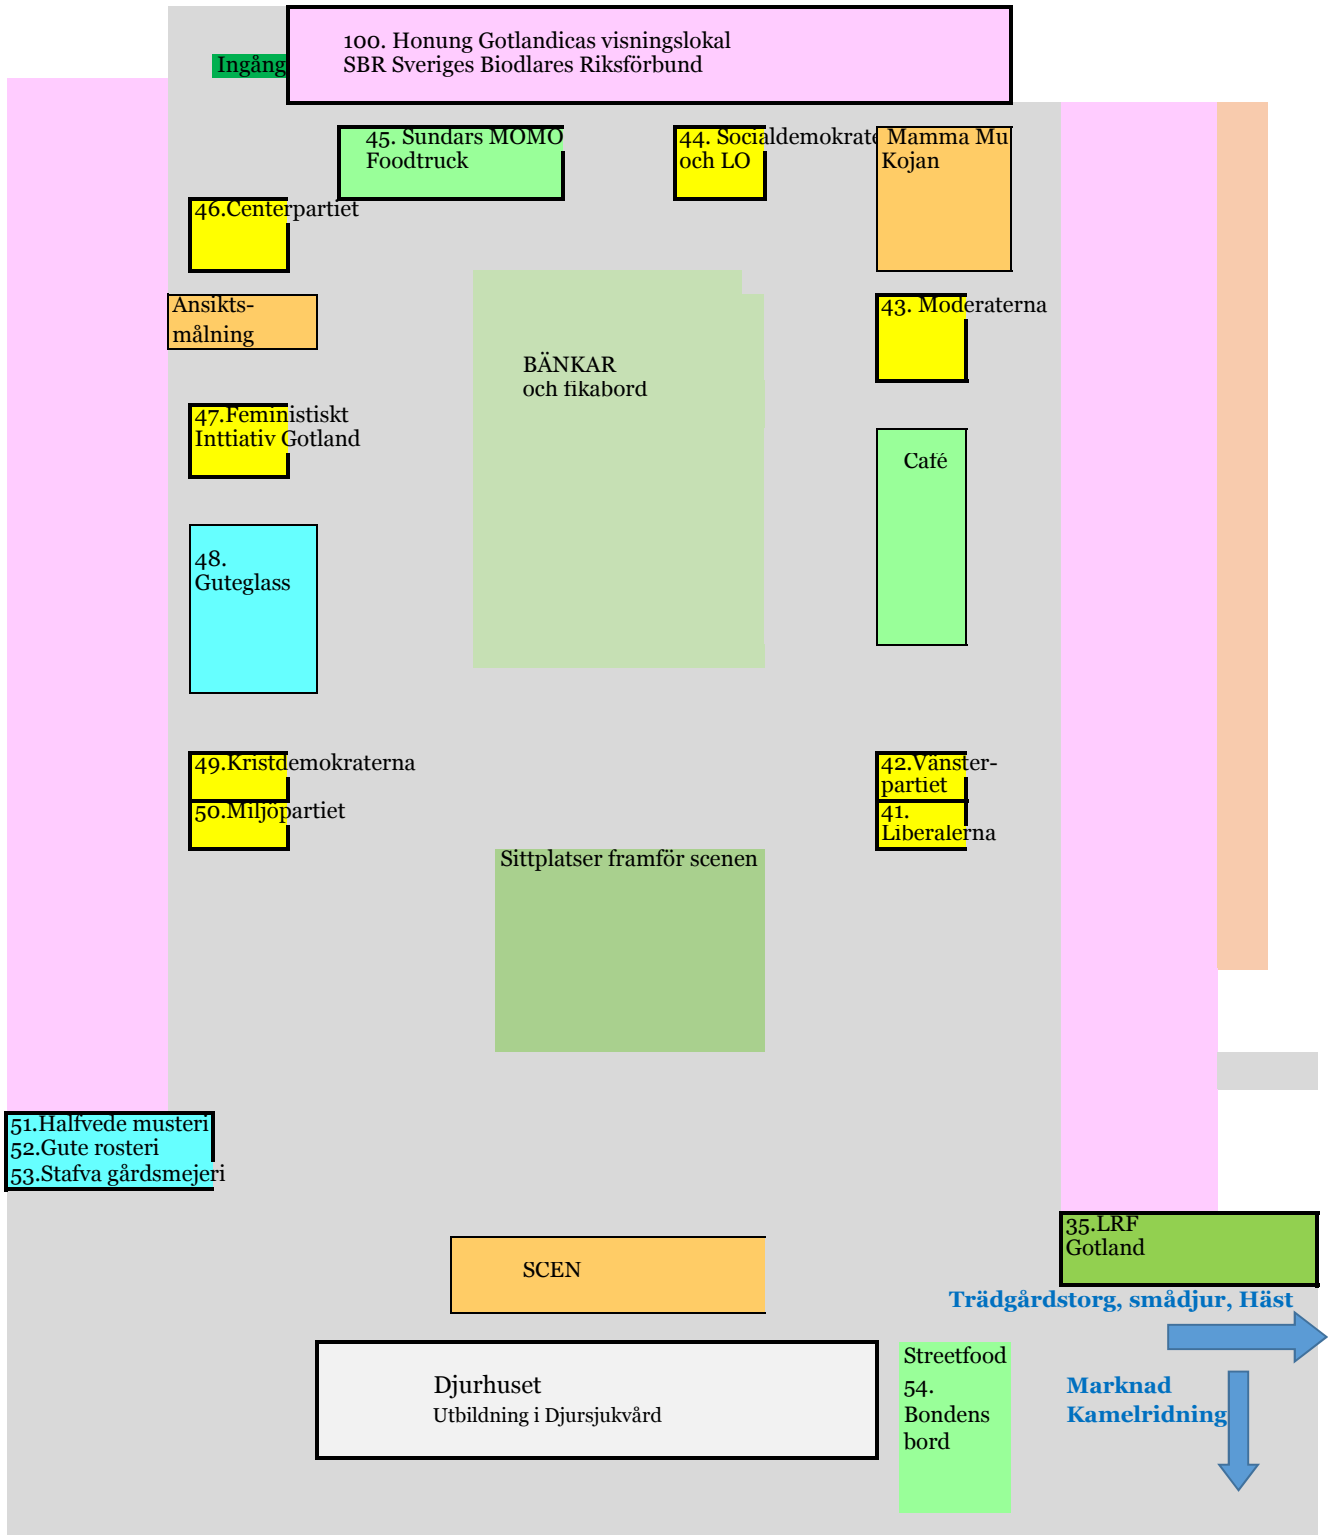 100. Honung Gotlandicas visningslokal
SBR Sveriges Biodlares Riksförbund
Ingång
45. Sundars MOMO
Foodtruck
44. Socialdemokrate
och LO
Mamma Mu
Kojan
46.Centerpartiet
Ansikts-
målning
43. Moderaterna
BÄNKAR
och fikabord
47.Feministiskt
Inttiativ Gotland
Café
48.
Guteglass
49.Kristdemokraterna
50.Miljöpartiet
42.Vänster-
partiet
41.
Liberalerna
Sittplatser framför scenen
51.Halfvede musteri
52.Gute rosteri
53.Stafva gårdsmejeri
35.LRF
Gotland
SCEN
Trädgårdstorg, smådjur, Häst
Djurhuset
Utbildning i Djursjukvård
Streetfood
54.
Bondens
bord
Marknad
Kamelridning